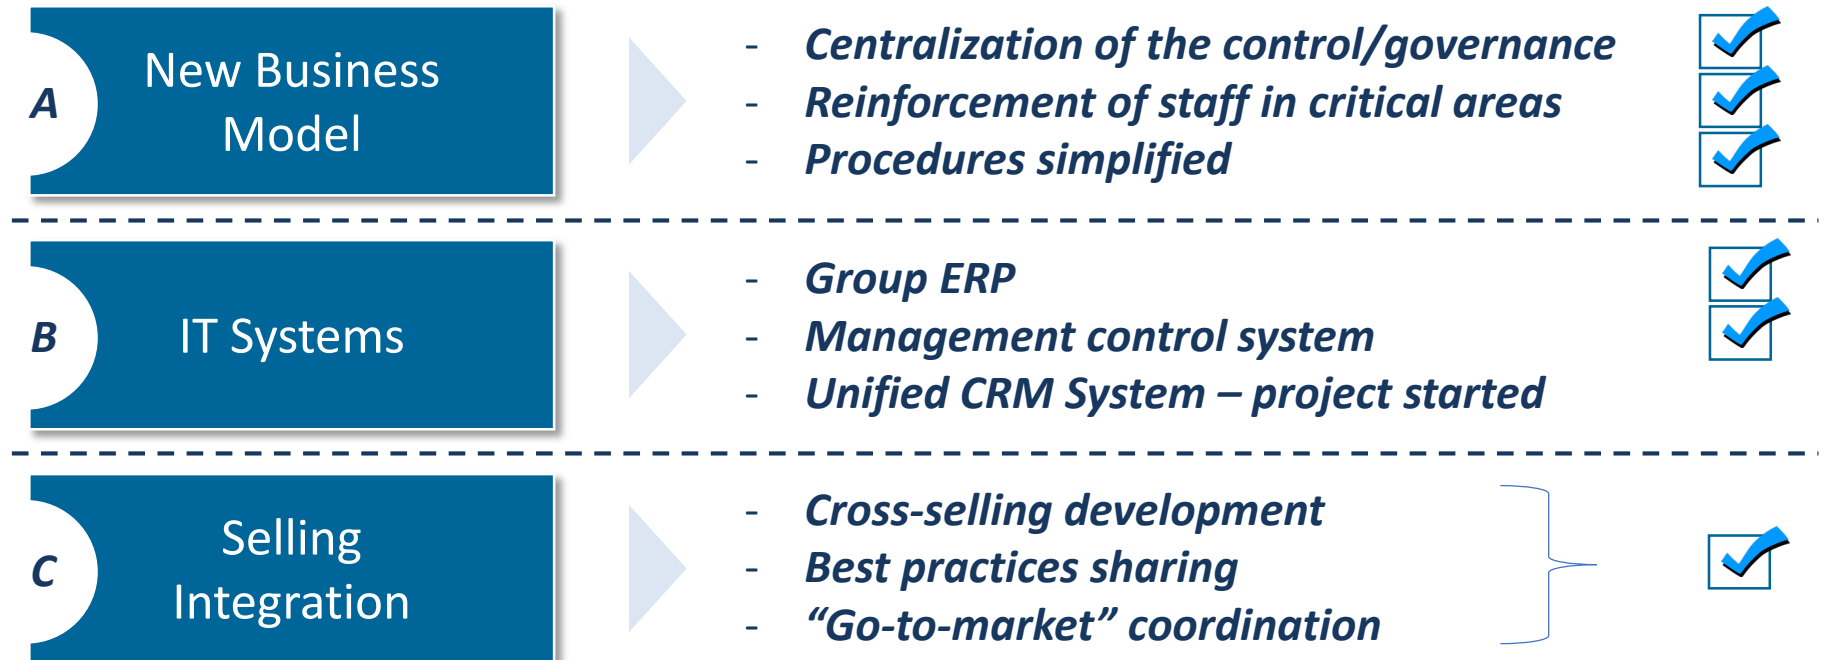 A
New Business
Model
- Centralization of the control/governance
- Reinforcement of staff in critical areas
- Procedures simplified
B
IT Systems
- Group ERP
- Management control system
- Unified CRM System – project started
C
Selling
Integration
- Cross-selling development
- Best practices sharing
- “Go-to-market” coordination